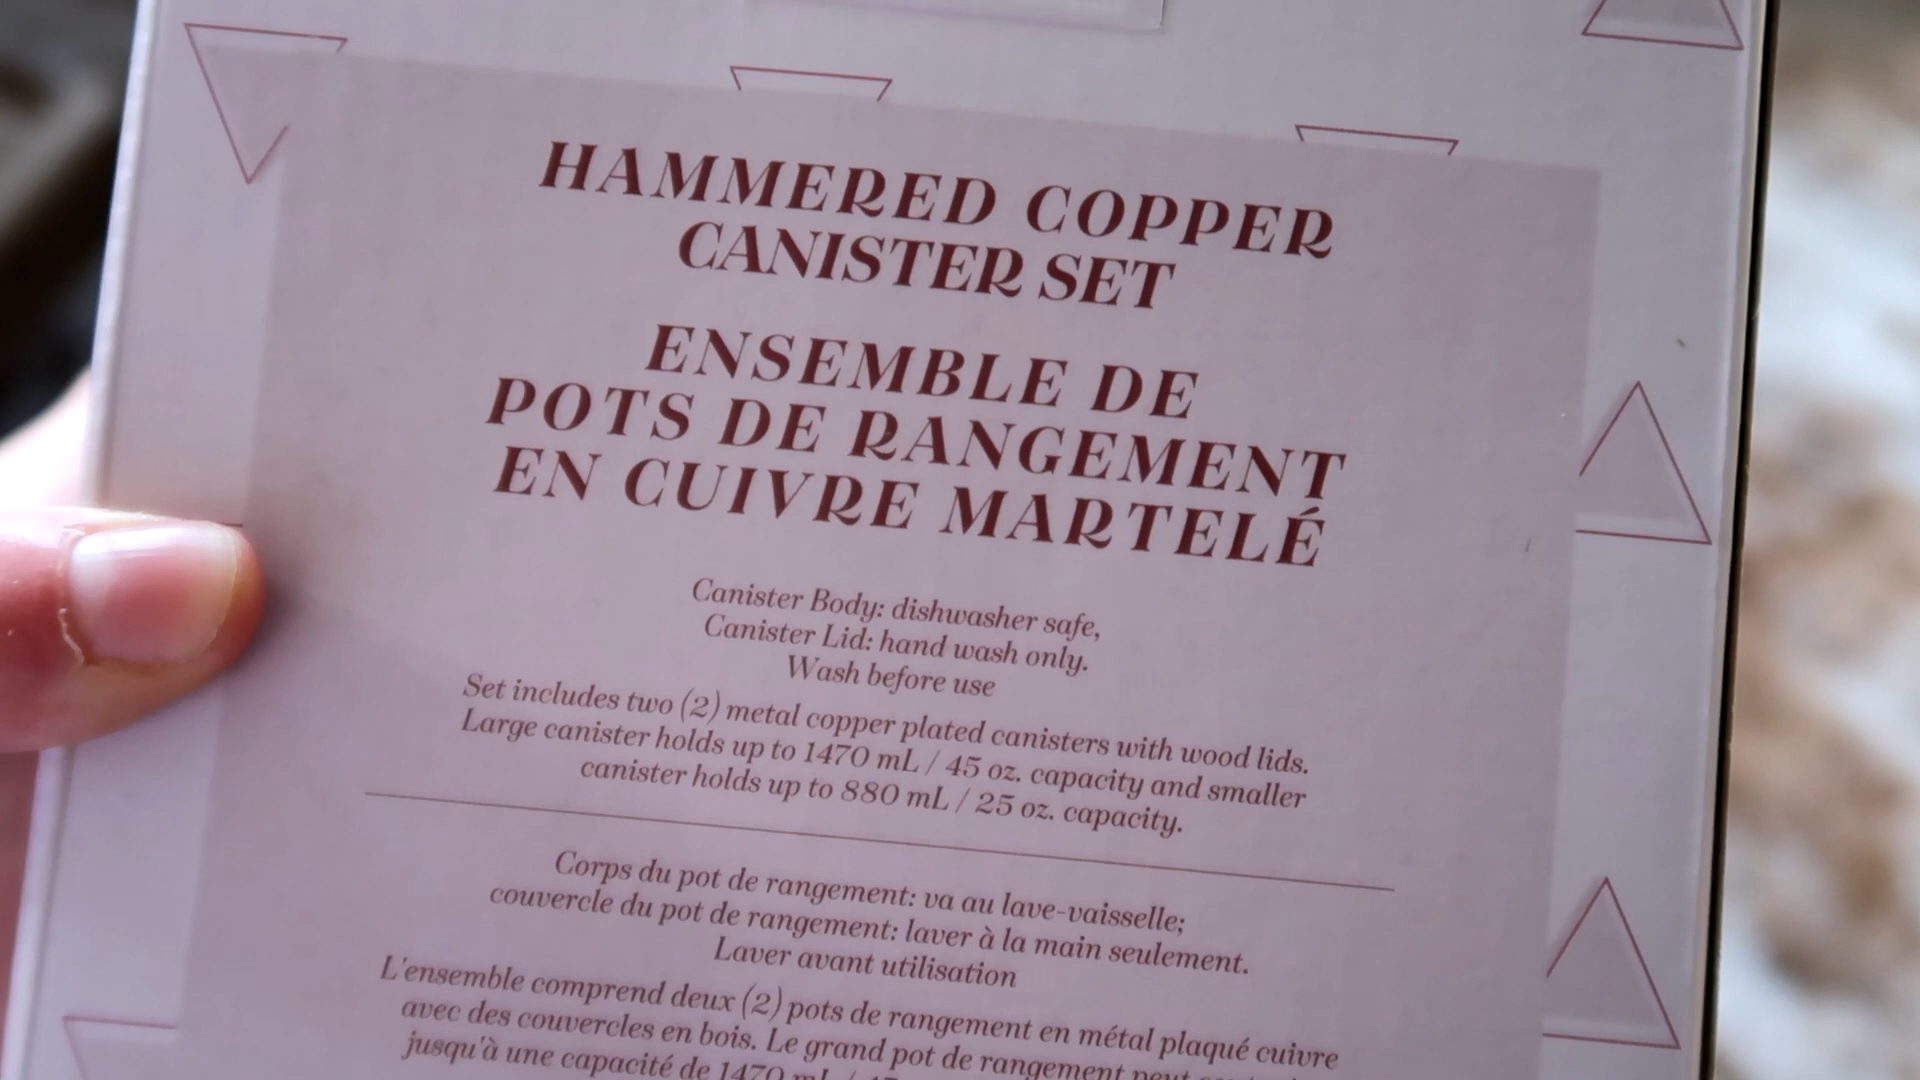 HAMMERED COPPER
CANISTER SET
ENSEMBLE DE
POTS DE RANGEMENT
EN CUIVRE MARTELÉ
Canister Body: dishwasher safe,
Canister Lid: hand wash only.
Wash before use
Set includes two (2) metal copper plated canisters with wood lids.
Large canister holds up to 1470 mL / 45 oz. capacity and smaller
canister holds up to 880 mL / 25 oz. capacity.
Corps du pot de rangement: va au lave-vaisselle;
couvercle du pot de rangement: laver à la main seulement.
Laver avant utilisation
L'ensemble comprend deux (2) pots de rangement en métal plaqué cuivre
avec des couvercles en bois. Le grand pot de rangement peut
jusqu'à une capacité de 1470 mL /